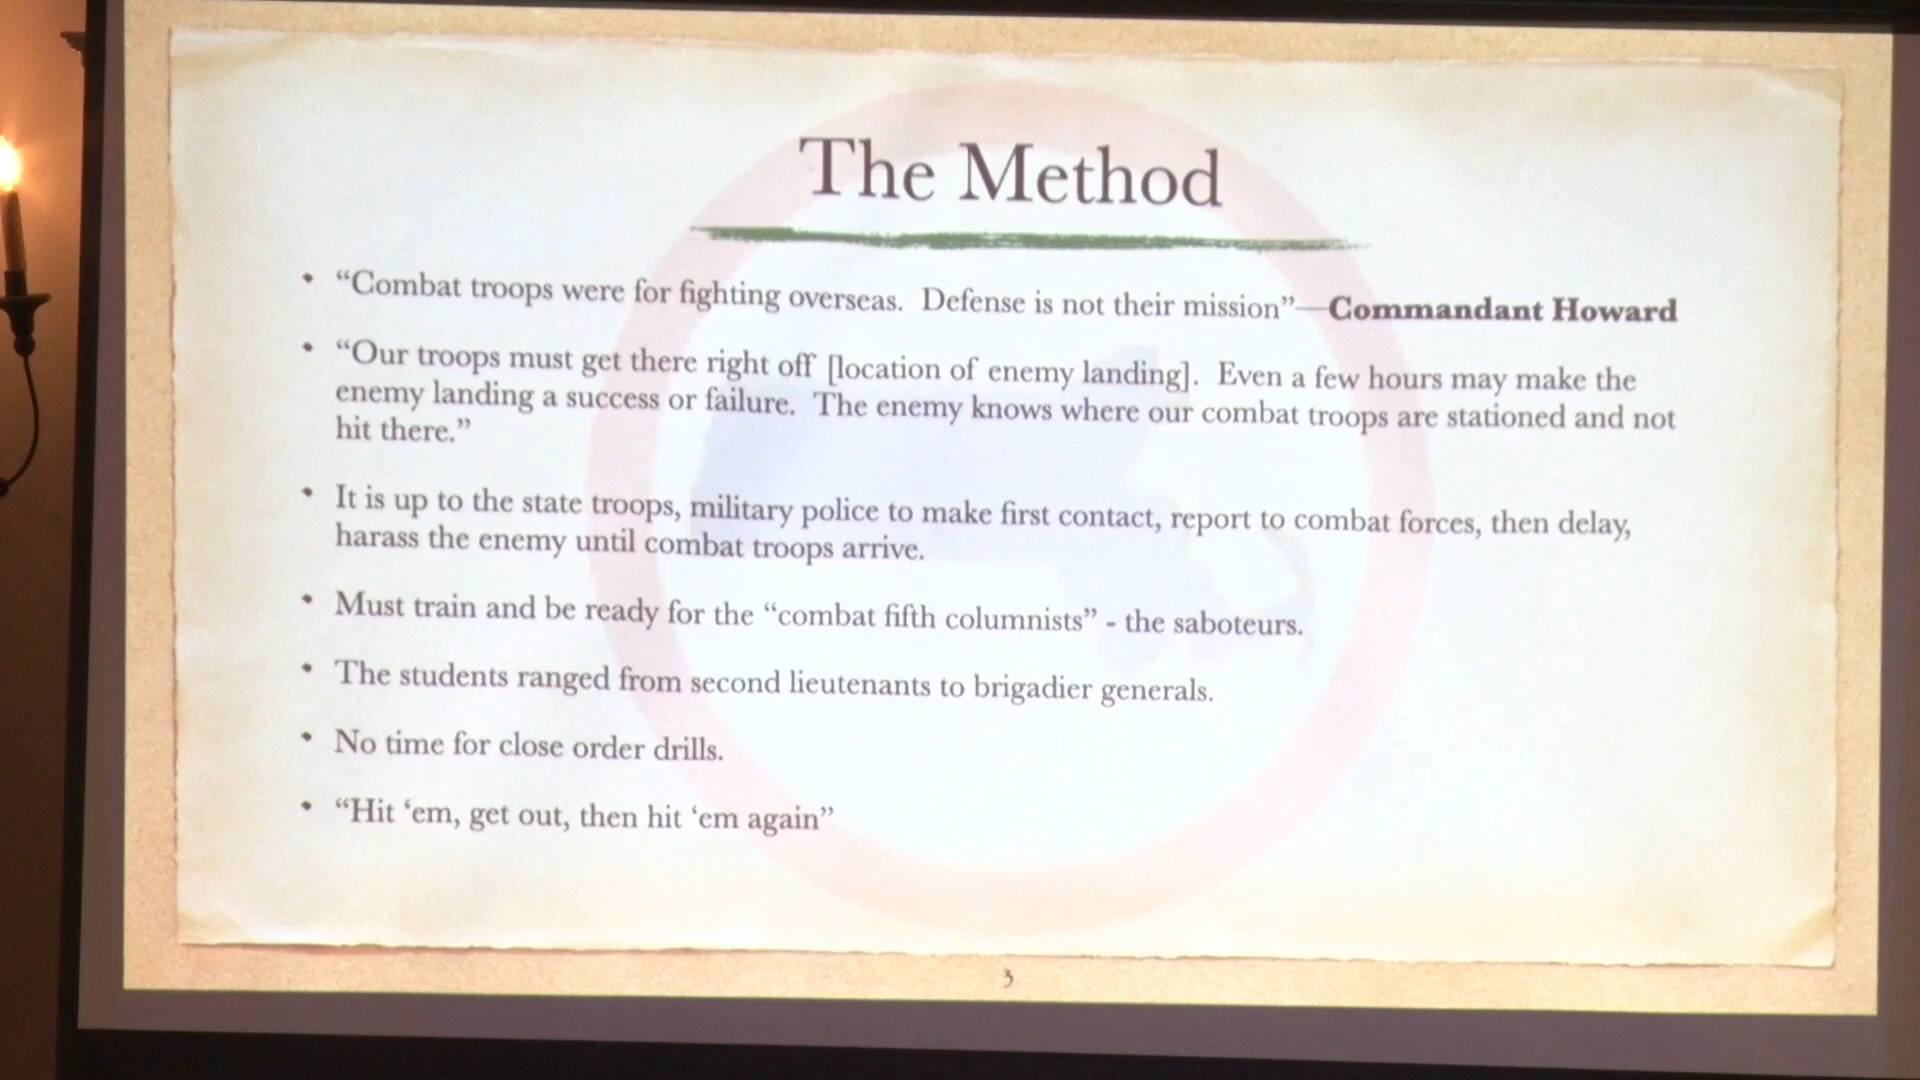 The Method
• “Combat troops were for fighting overseas.  Defense is not their mission”—Commandant Howard
• “Our troops must get there right off [location of enemy landing].  Even a few hours may make the
enemy landing a success or failure.  The enemy knows where our combat troops are stationed and not
hit there.”
• It is up to the state troops, military police to make first contact, report to combat forces, then delay,
harass the enemy until combat troops arrive.
• Must train and be ready for the “combat fifth columnists” - the saboteurs.
• The students ranged from second lieutenants to brigadier generals.
• No time for close order drills.
• “Hit ‘em, get out, then hit ‘em again”
3